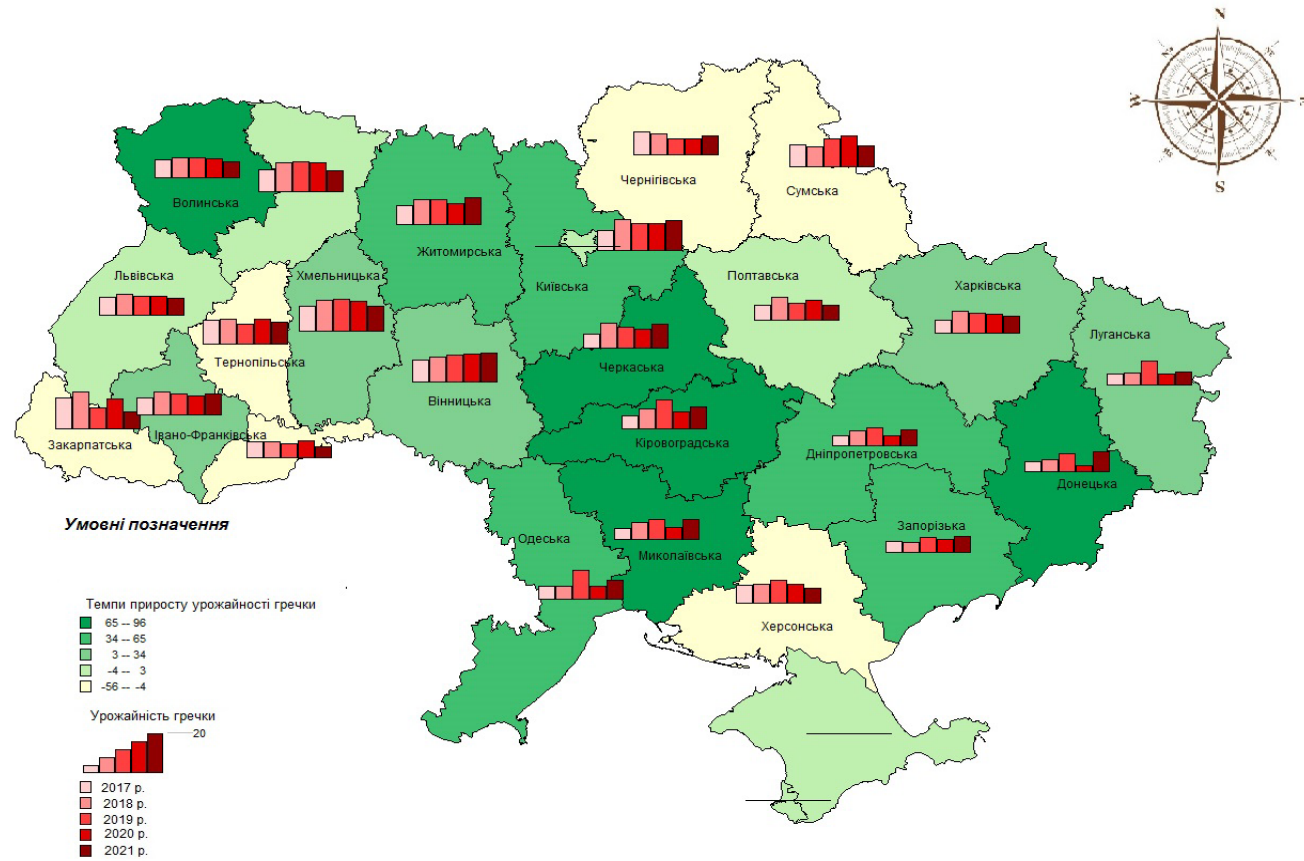 N
W
S
Чернігівська
Сумська
Волинська
Житомирська
Львівська
Хмельницька
Київська
Полтавська
Харківська
Луганська
Тернопільська
Черкаська
Вінницька
Закарпатська
Івано-Франківська
Кіровоградська
Дніпропетровська
Донецька
Запорізька
Одеська
Миколаївська
Херсонська
Умовні позначення
Темпи приросту урожайності гречки
65 -- 96
34 -- 65
3 -- 34
-4 -- 3
-56 -- -4
Урожайність гречки
20
2017 р.
2018 р.
2019 р.
2020 р.
2021 р.